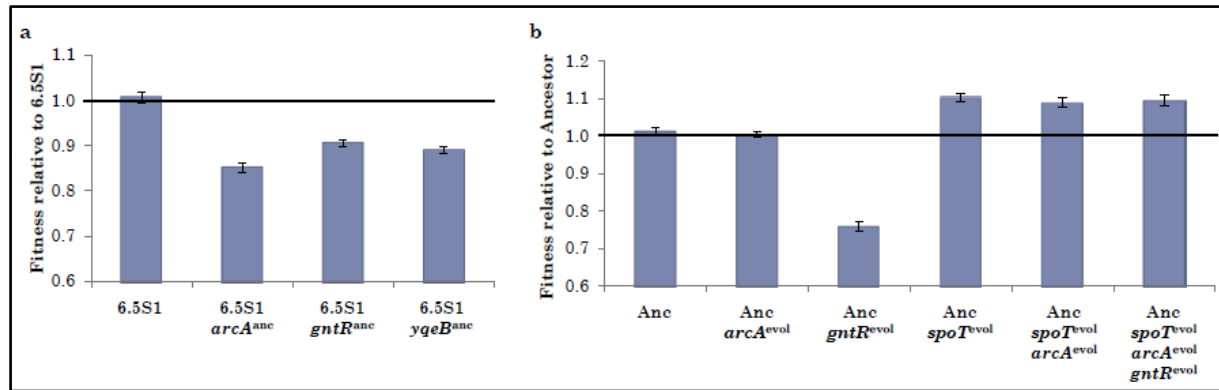 a
Fitness relative to 6.5S1
1.1
1.0
0.9
0.8
0.7
0.6
6.5S1
6.5S1
arcAanc
6.5S1
gntRanc
6.5S1
yqeBanc
b
Fitness relative to Ancestor
1.2
1.1
1.0
0.9
0.8
0.7
0.6
Anc
Anc
arcAevol
Anc
gntRevol
Anc
spoTevol
Anc
spoTevol
arcAevol
Anc
spoTevol
arcAevol
gntRevol